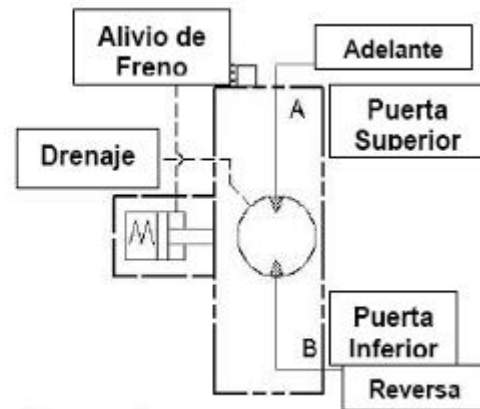 Alivio de
Freno
Adelante
A
Puerta
Superior
Drenaje
Puerta
Inferior
B
Reversa